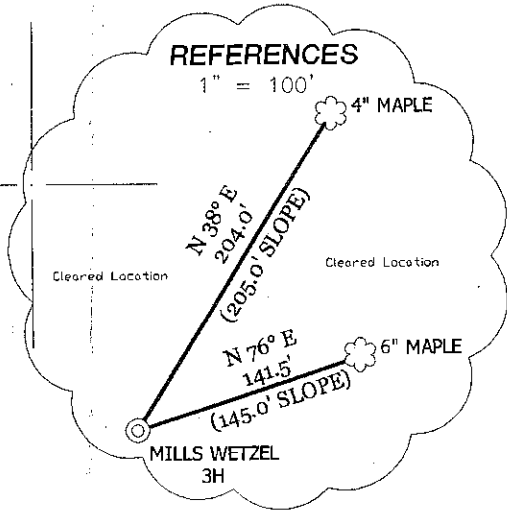 REFERENCES
1" = 100'
4" MAPLE
N 38° E
204.0'
(205.0' SLOPE)
Cleared Location
Cleared Location
N 76° E
141.5'
(145.0' SLOPE)
6" MAPLE
MILLS WETZEL
3H